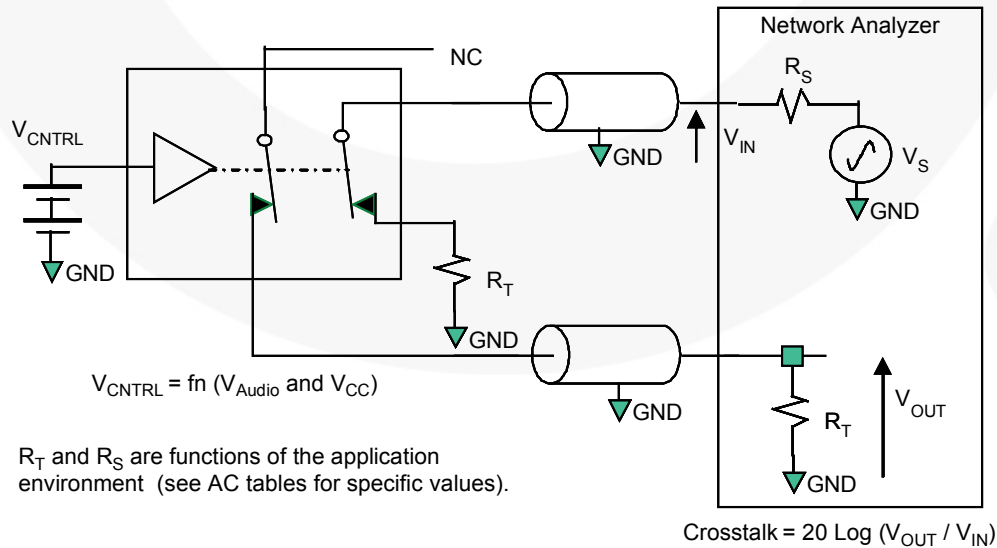 Network Analyzer
NC
R_S
V_CNTRL
V_IN
GND
V_S
GND
GND
R_T
GND
V_CNTRL = fn (V_Audio and V_CC)
GND
R_T
V_OUT
R_T and R_S are functions of the application
environment (see AC tables for specific values).
GND
Crosstalk = 20 Log (V_OUT / V_IN)